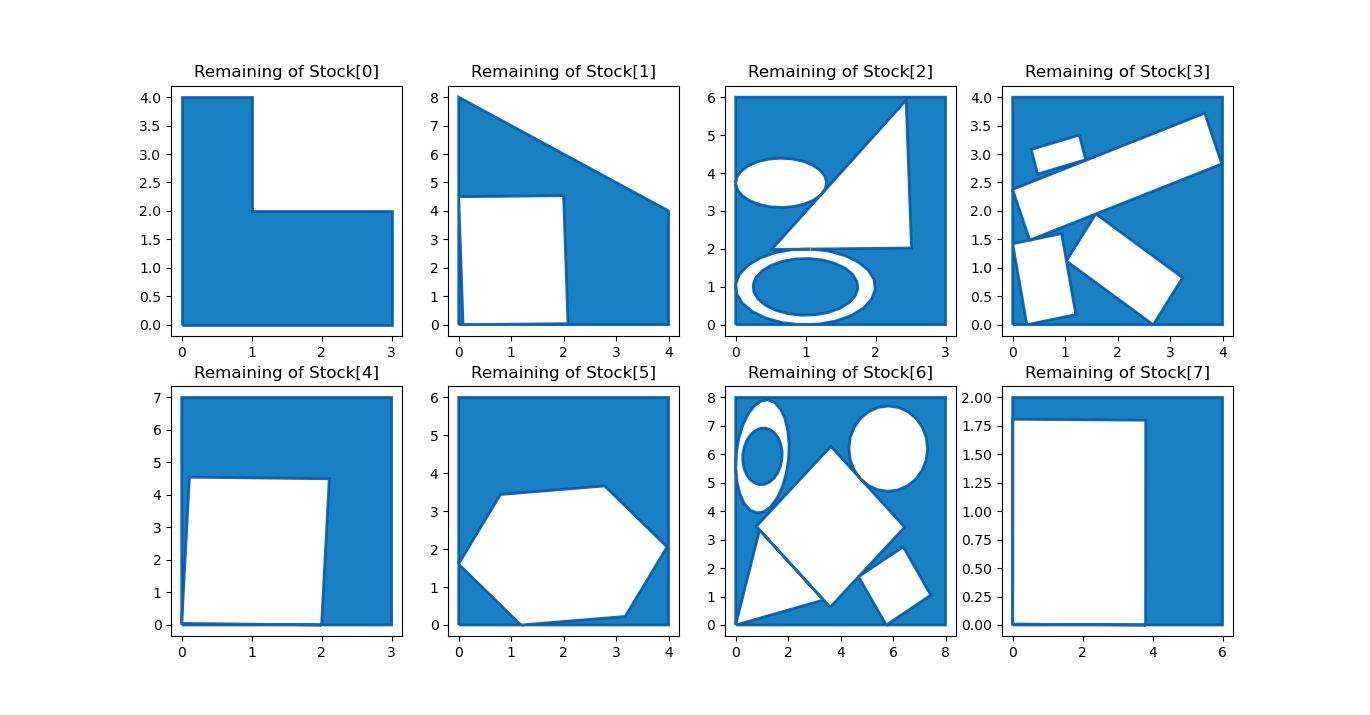 Remaining of Stock[0] Remaining of Stock[1] Remaining of Stock[2] Remaining of Stock[3]
4.0 8 6 4.0
3.5 7 5 3.5
3.0 6 4 3.0
2.5 5 3 2.5
2.0 4 2 2.0
1.5 3 1 1.5
1.0 2 0 1.0
0.5 1 0.5
0.0 0 0.0
0 1 2 3 0 1 2 3 4 0 1 2 3 0 1 2 3 4
Remaining of Stock[4] Remaining of Stock[5] Remaining of Stock[6] Remaining of Stock[7]
7 6 8 2.00
6 5 7 1.75
5 4 6 1.50
4 3 5 1.25
3 2 4 1.00
2 1 3 0.75
1 0 2 0.50
0 1 0.25
0 0.00
0 1 2 3 0 1 2 3 4 0 2 4 6 8 0 2 4 6